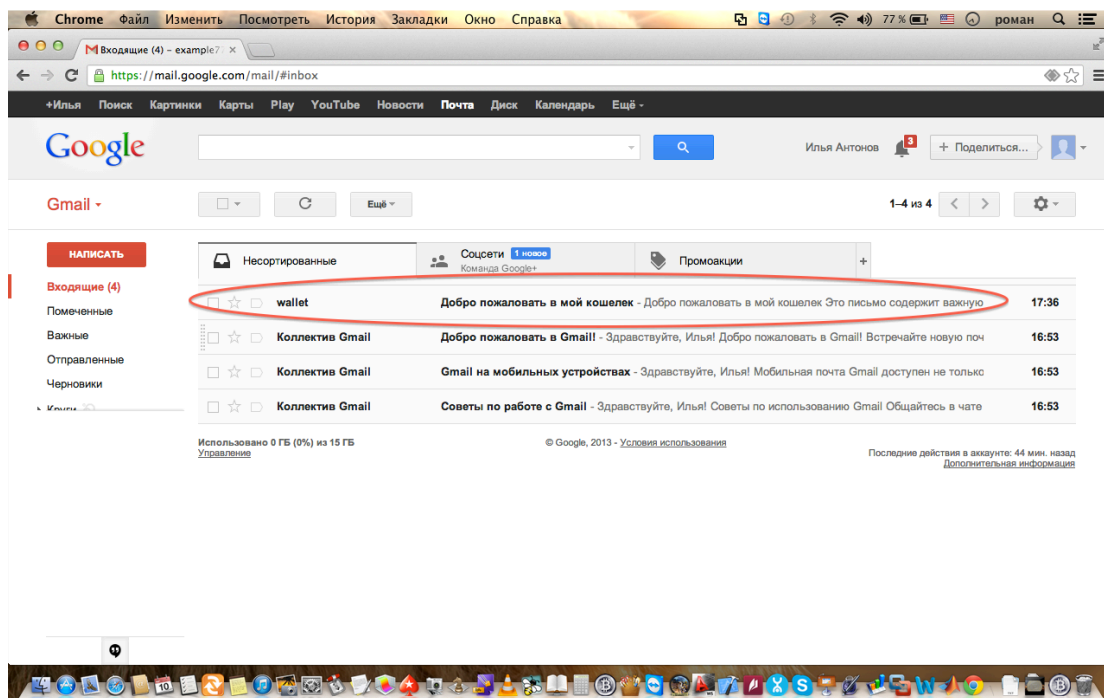 Chrome Файл Изменить Посмотреть История Закладки Окно Справка 77 % роман
Входящие (4) – example7
https://mail.google.com/mail/#inbox
+Илья Поиск Картинки Карты Play YouTube Новости Почта Диск Календарь Ещё
Google Илья Антонов 3 + Поделиться...
Gmail Ещё 1–4 из 4
НАПИСАТЬ
Несортированные
Соцсети 1 новое
Команда Google+
Промоакции
+
Входящие (4)
Помеченные
Важные
Отправленные
Черновики
Круги
wallet Добро пожаловать в мой кошелек - Добро пожаловать в мой кошелек Это письмо содержит важную 17:36
Коллектив Gmail Добро пожаловать в Gmail! - Здравствуйте, Илья! Добро пожаловать в Gmail! Встречайте новую поч 16:53
Коллектив Gmail Gmail на мобильных устройствах - Здравствуйте, Илья! Мобильная почта Gmail доступен не только 16:53
Коллектив Gmail Советы по работе с Gmail - Здравствуйте, Илья! Советы по использованию Gmail Общайтесь в чате 16:53
Использовано 0 ГБ (0%) из 15 ГБ
Управление
© Google, 2013 - Условия использования
Последние действия в аккаунте: 44 мин. назад
Дополнительная информация